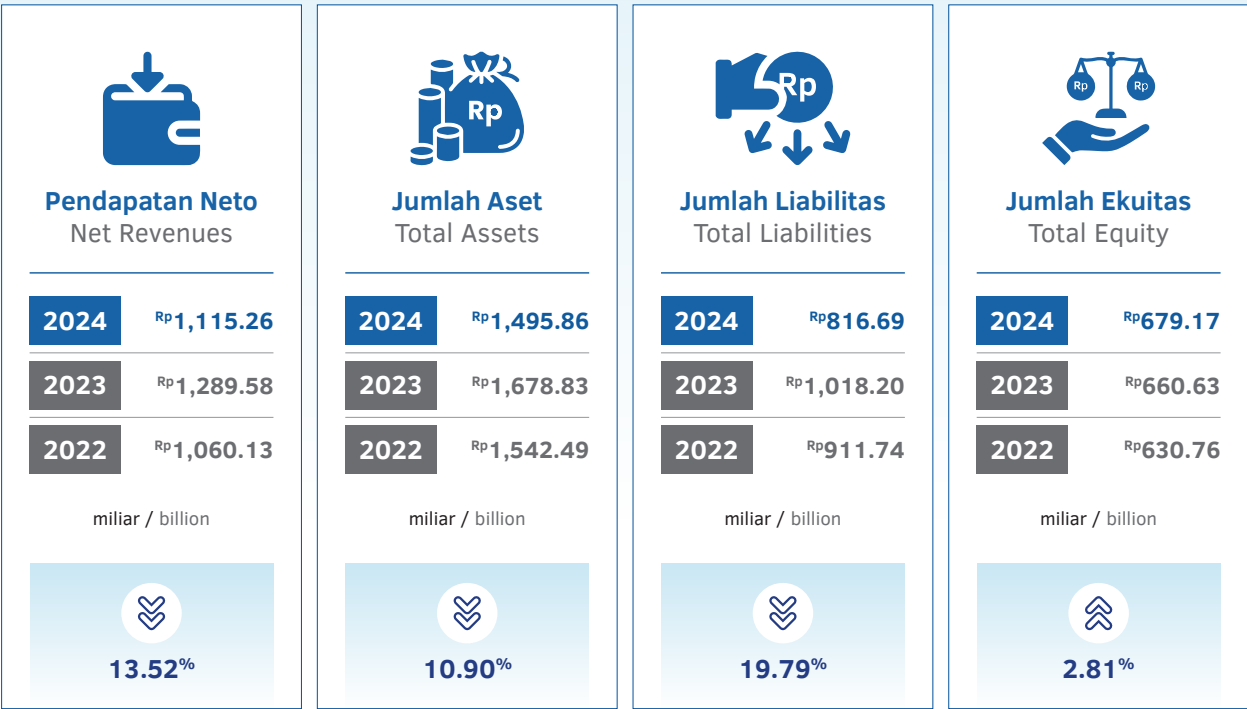 Rp
Pendapatan Neto
Net Revenues
2024 Rp1,115.26
2023 Rp1,289.58
2022 Rp1,060.13
miliar / billion
13.52%
Rp
Jumlah Aset
Total Assets
2024 Rp1,495.86
2023 Rp1,678.83
2022 Rp1,542.49
miliar / billion
10.90%
Rp
Jumlah Liabilitas
Total Liabilities
2024 Rp816.69
2023 Rp1,018.20
2022 Rp911.74
miliar / billion
19.79%
Rp Rp
Jumlah Ekuitas
Total Equity
2024 Rp679.17
2023 Rp660.63
2022 Rp630.76
miliar / billion
2.81%